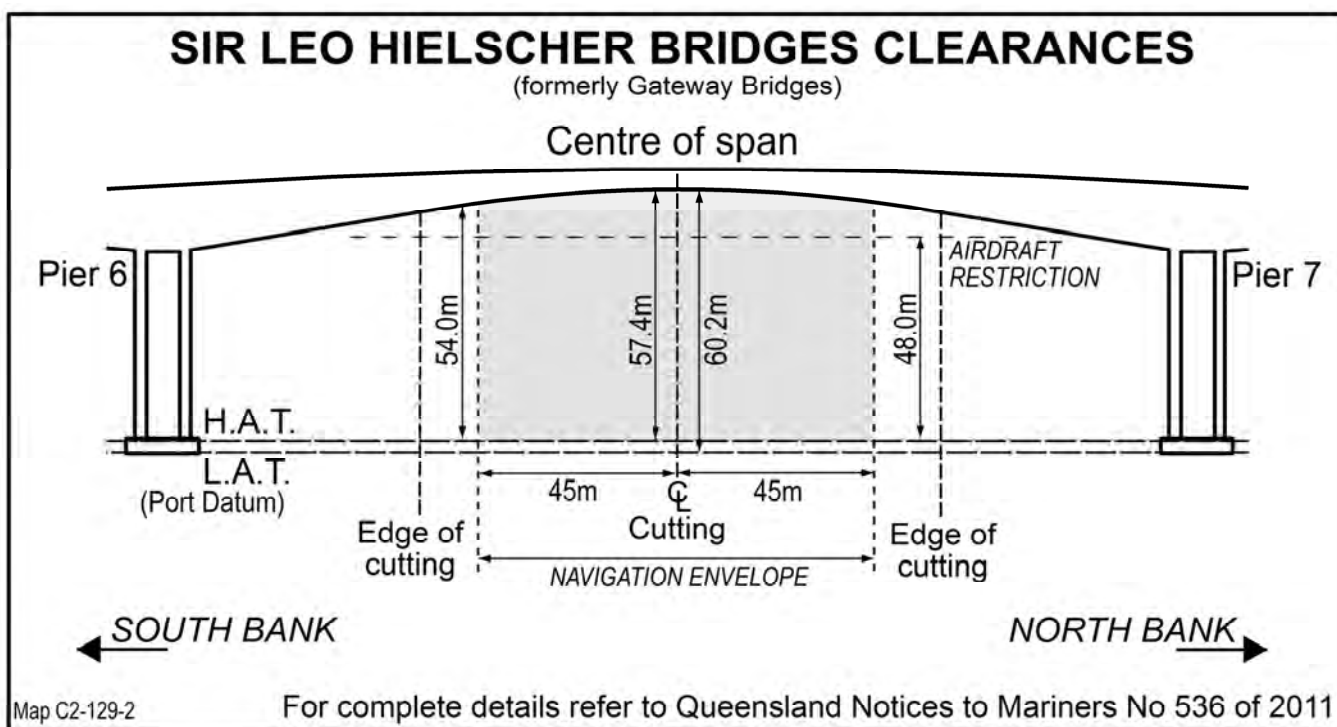 SIR LEO HIELSCHER BRIDGES CLEARANCES
(formerly Gateway Bridges)
Centre of span
Pier 6
54.0m
57.4m
60.2m
48.0m
AIRDRAFT
RESTRICTION
Pier 7
H.A.T.
L.A.T.
(Port Datum)
45m
℄
45m
Edge of
cutting
Cutting
Edge of
cutting
NAVIGATION ENVELOPE
SOUTH BANK
NORTH BANK
Map C2-129-2
For complete details refer to Queensland Notices to Mariners No 536 of 2011